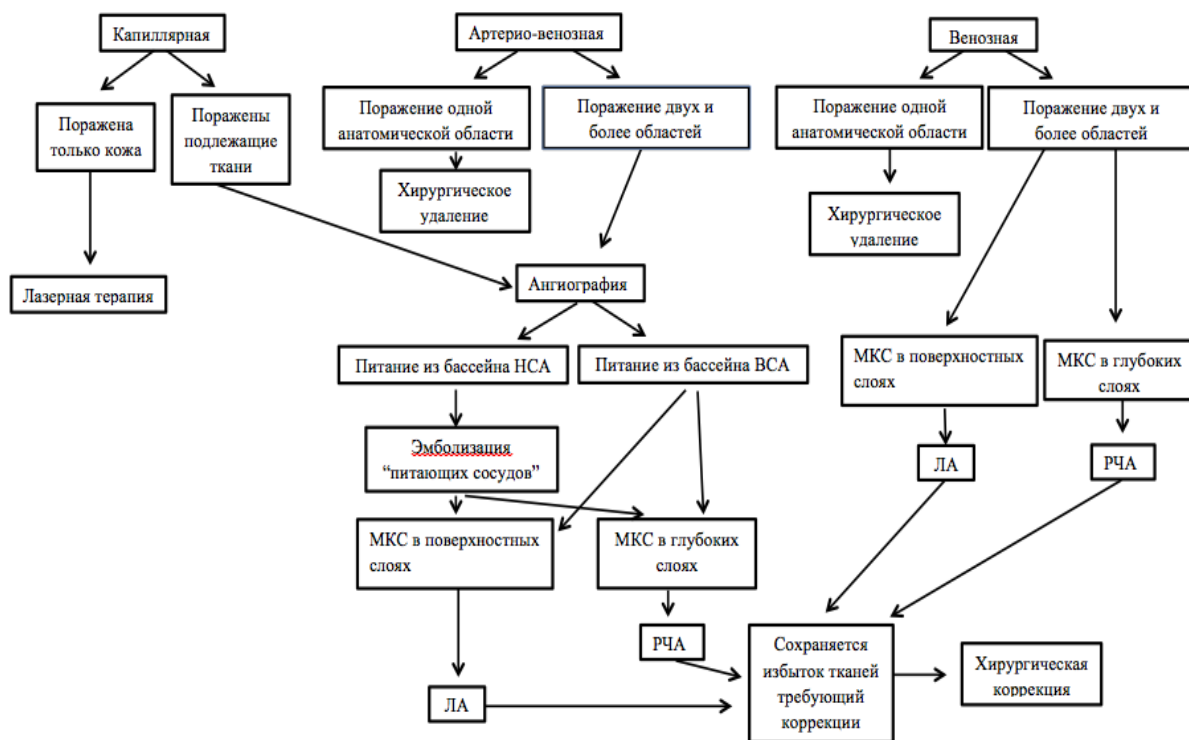 Капиллярная
Артерио-венозная
Венозная
Поражена
только кожа
Поражены
подлежащие
ткани
Поражение одной
анатомической области
Поражение двух и
более областей
Поражение одной
анатомической области
Поражение двух и
более областей
Хирургическое
удаление
Хирургическое
удаление
Лазерная терапия
Ангиография
Питание из бассейна НСА
Питание из бассейна ВСА
МКС в поверхностных
слоях
МКС в глубоких
слоях
Эмболизация
“питающих сосудов”
ЛА
РЧА
МКС в поверхностных
слоях
МКС в глубоких
слоях
РЧА
Сохраняется
избыток тканей
требующий
коррекции
Хирургическая
коррекция
ЛА